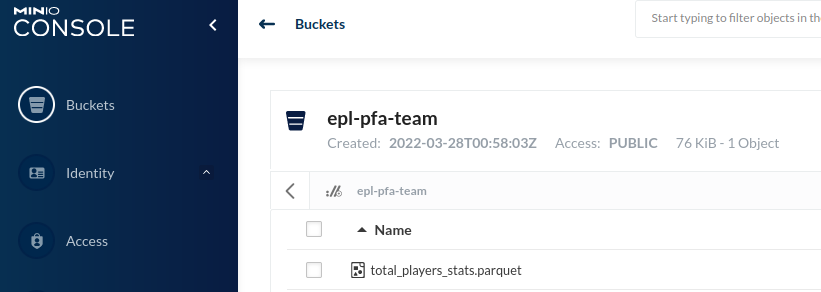 MINIO
CONSOLE
Buckets
Identity
Access
Buckets
Start typing to filter objects in the
epl-pfa-team
Created: 2022-03-28T00:58:03Z Access: PUBLIC 76 KiB - 1 Object
epl-pfa-team
Name
total_players_stats.parquet